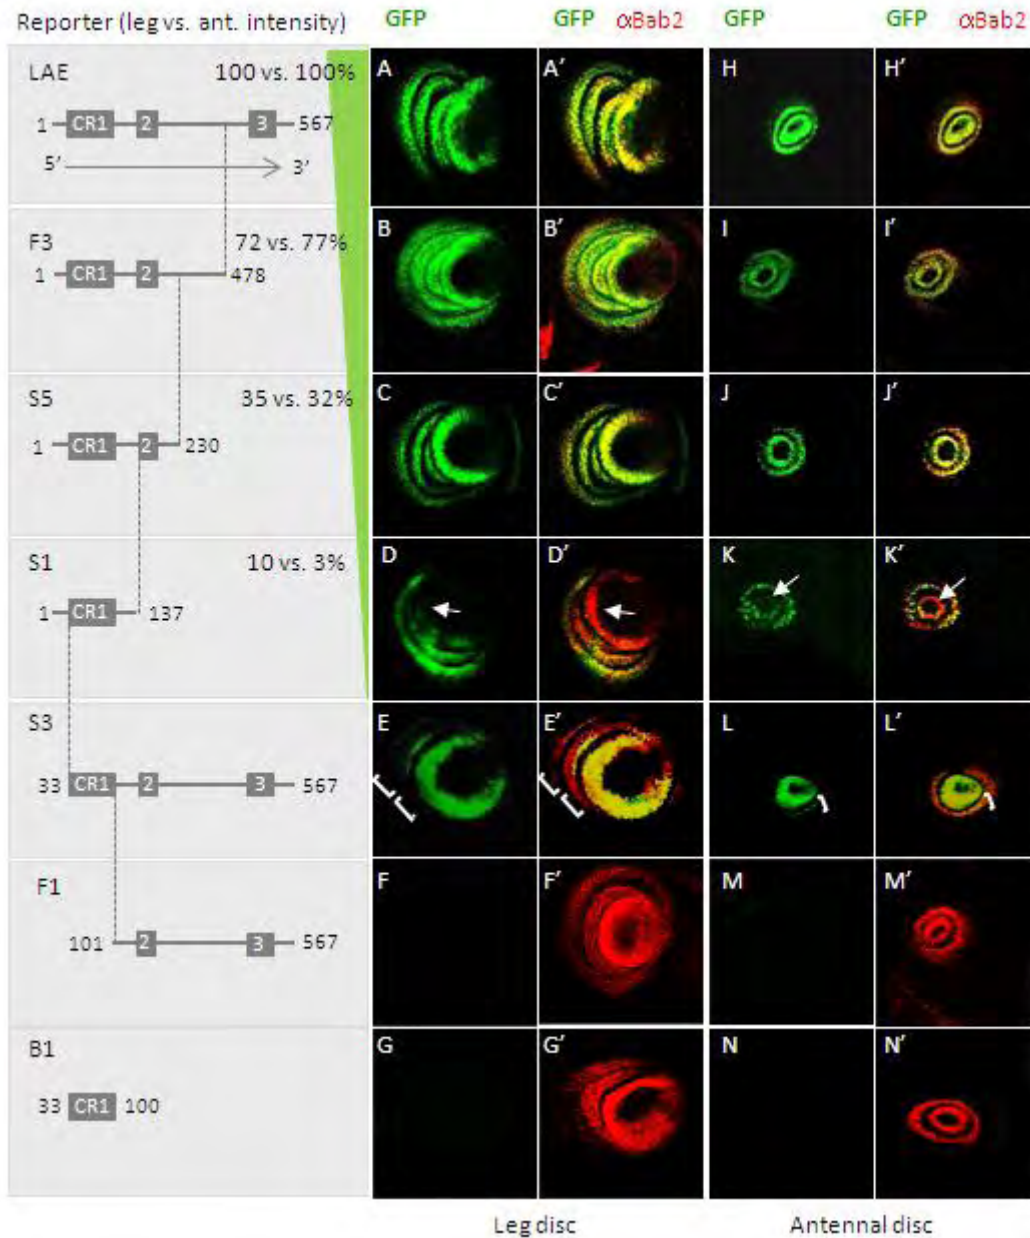 Reporter (leg vs. ant. intensity) GFP GFP αBab2 GFP GFP αBab2
LAE 100 vs. 100% A A’ H H’
1 CR1 2 3 567
5’ 3’
F3 72 vs. 77% B B’ I I’
1 CR1 2 478
S5 35 vs. 32% C C’ J J’
1 CR1 2 230
S1 10 vs. 3% D D’ K K’
1 CR1 137
S3 E E’ L L’
33 CR1 2 3 567
F1 F F’ M M’
101 2 3 567
B1 G G’ N N’
33 CR1 100
Leg disc Antennal disc